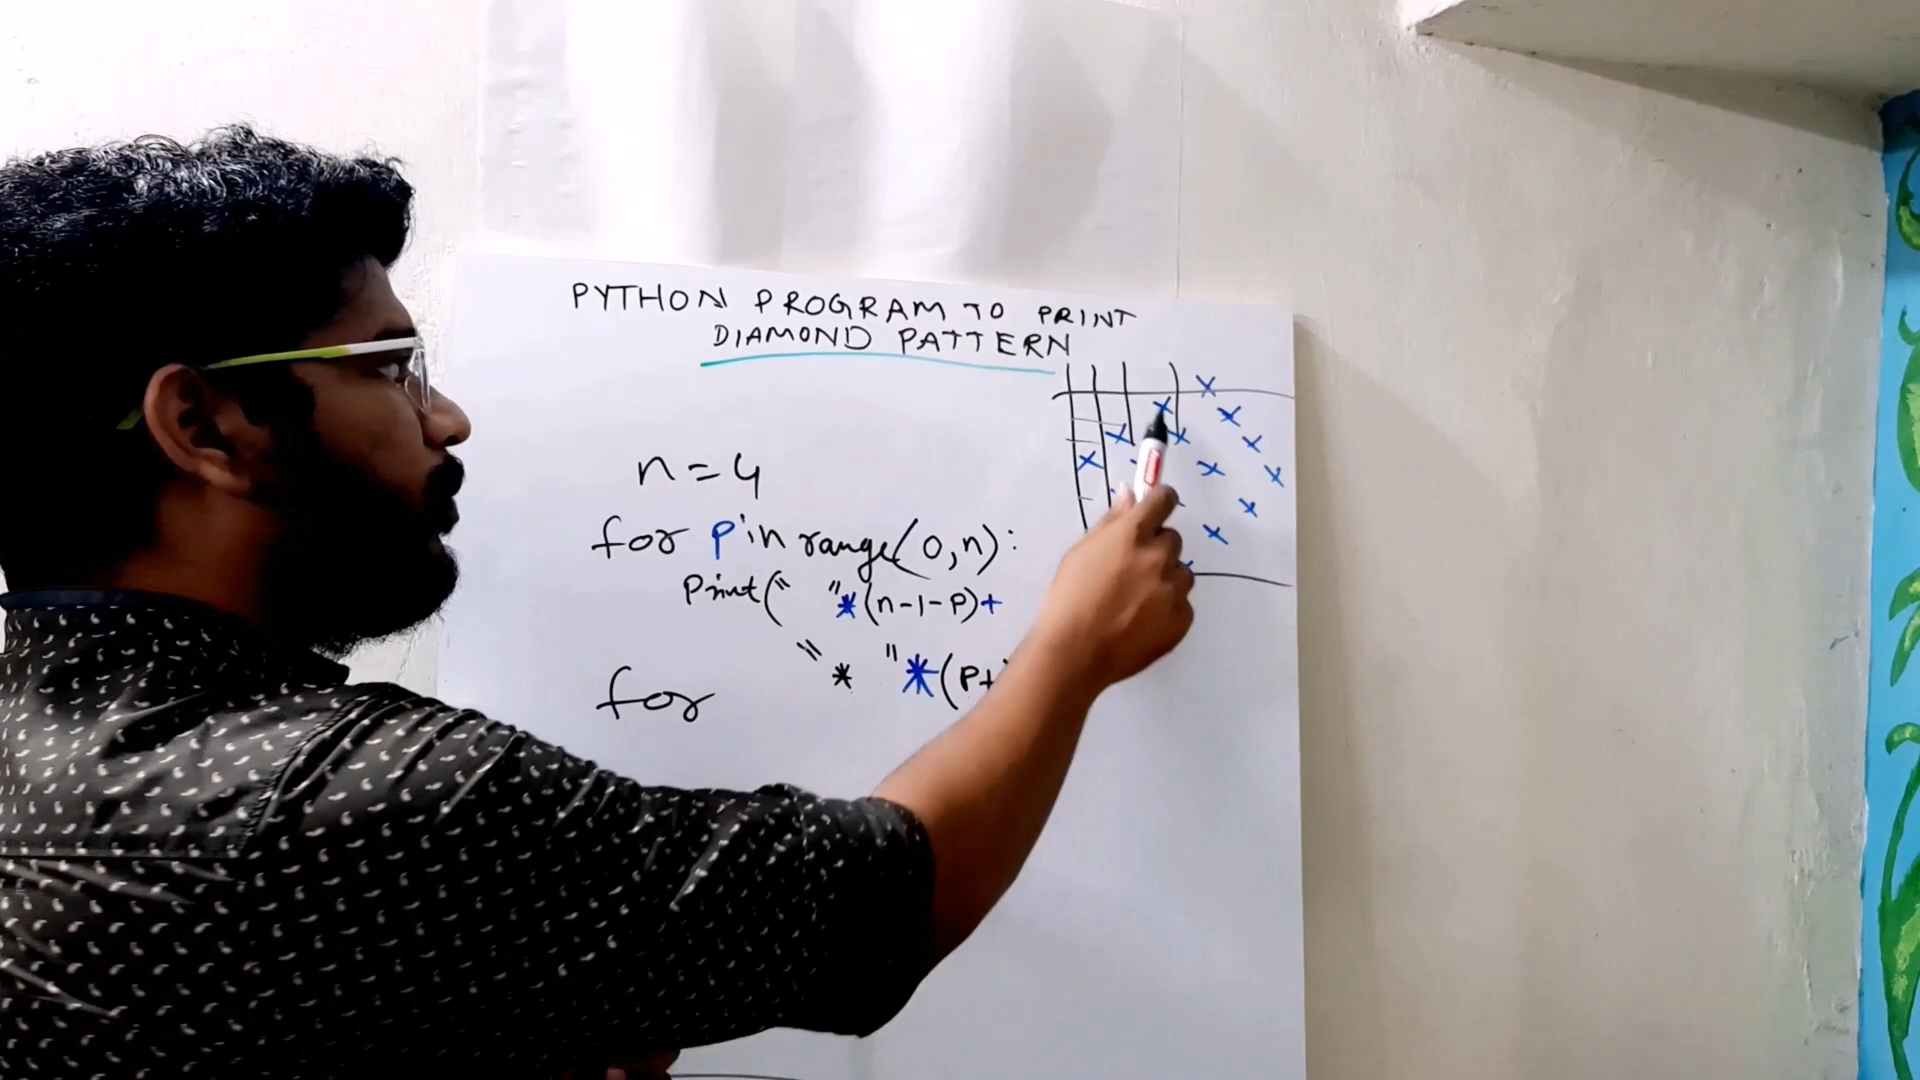 PYTHON PROGRAM TO PRINT
DIAMOND PATTERN
n=4
for p in range(0,n):
Print(" "*(n-1-P)+
"* "*(P+
for